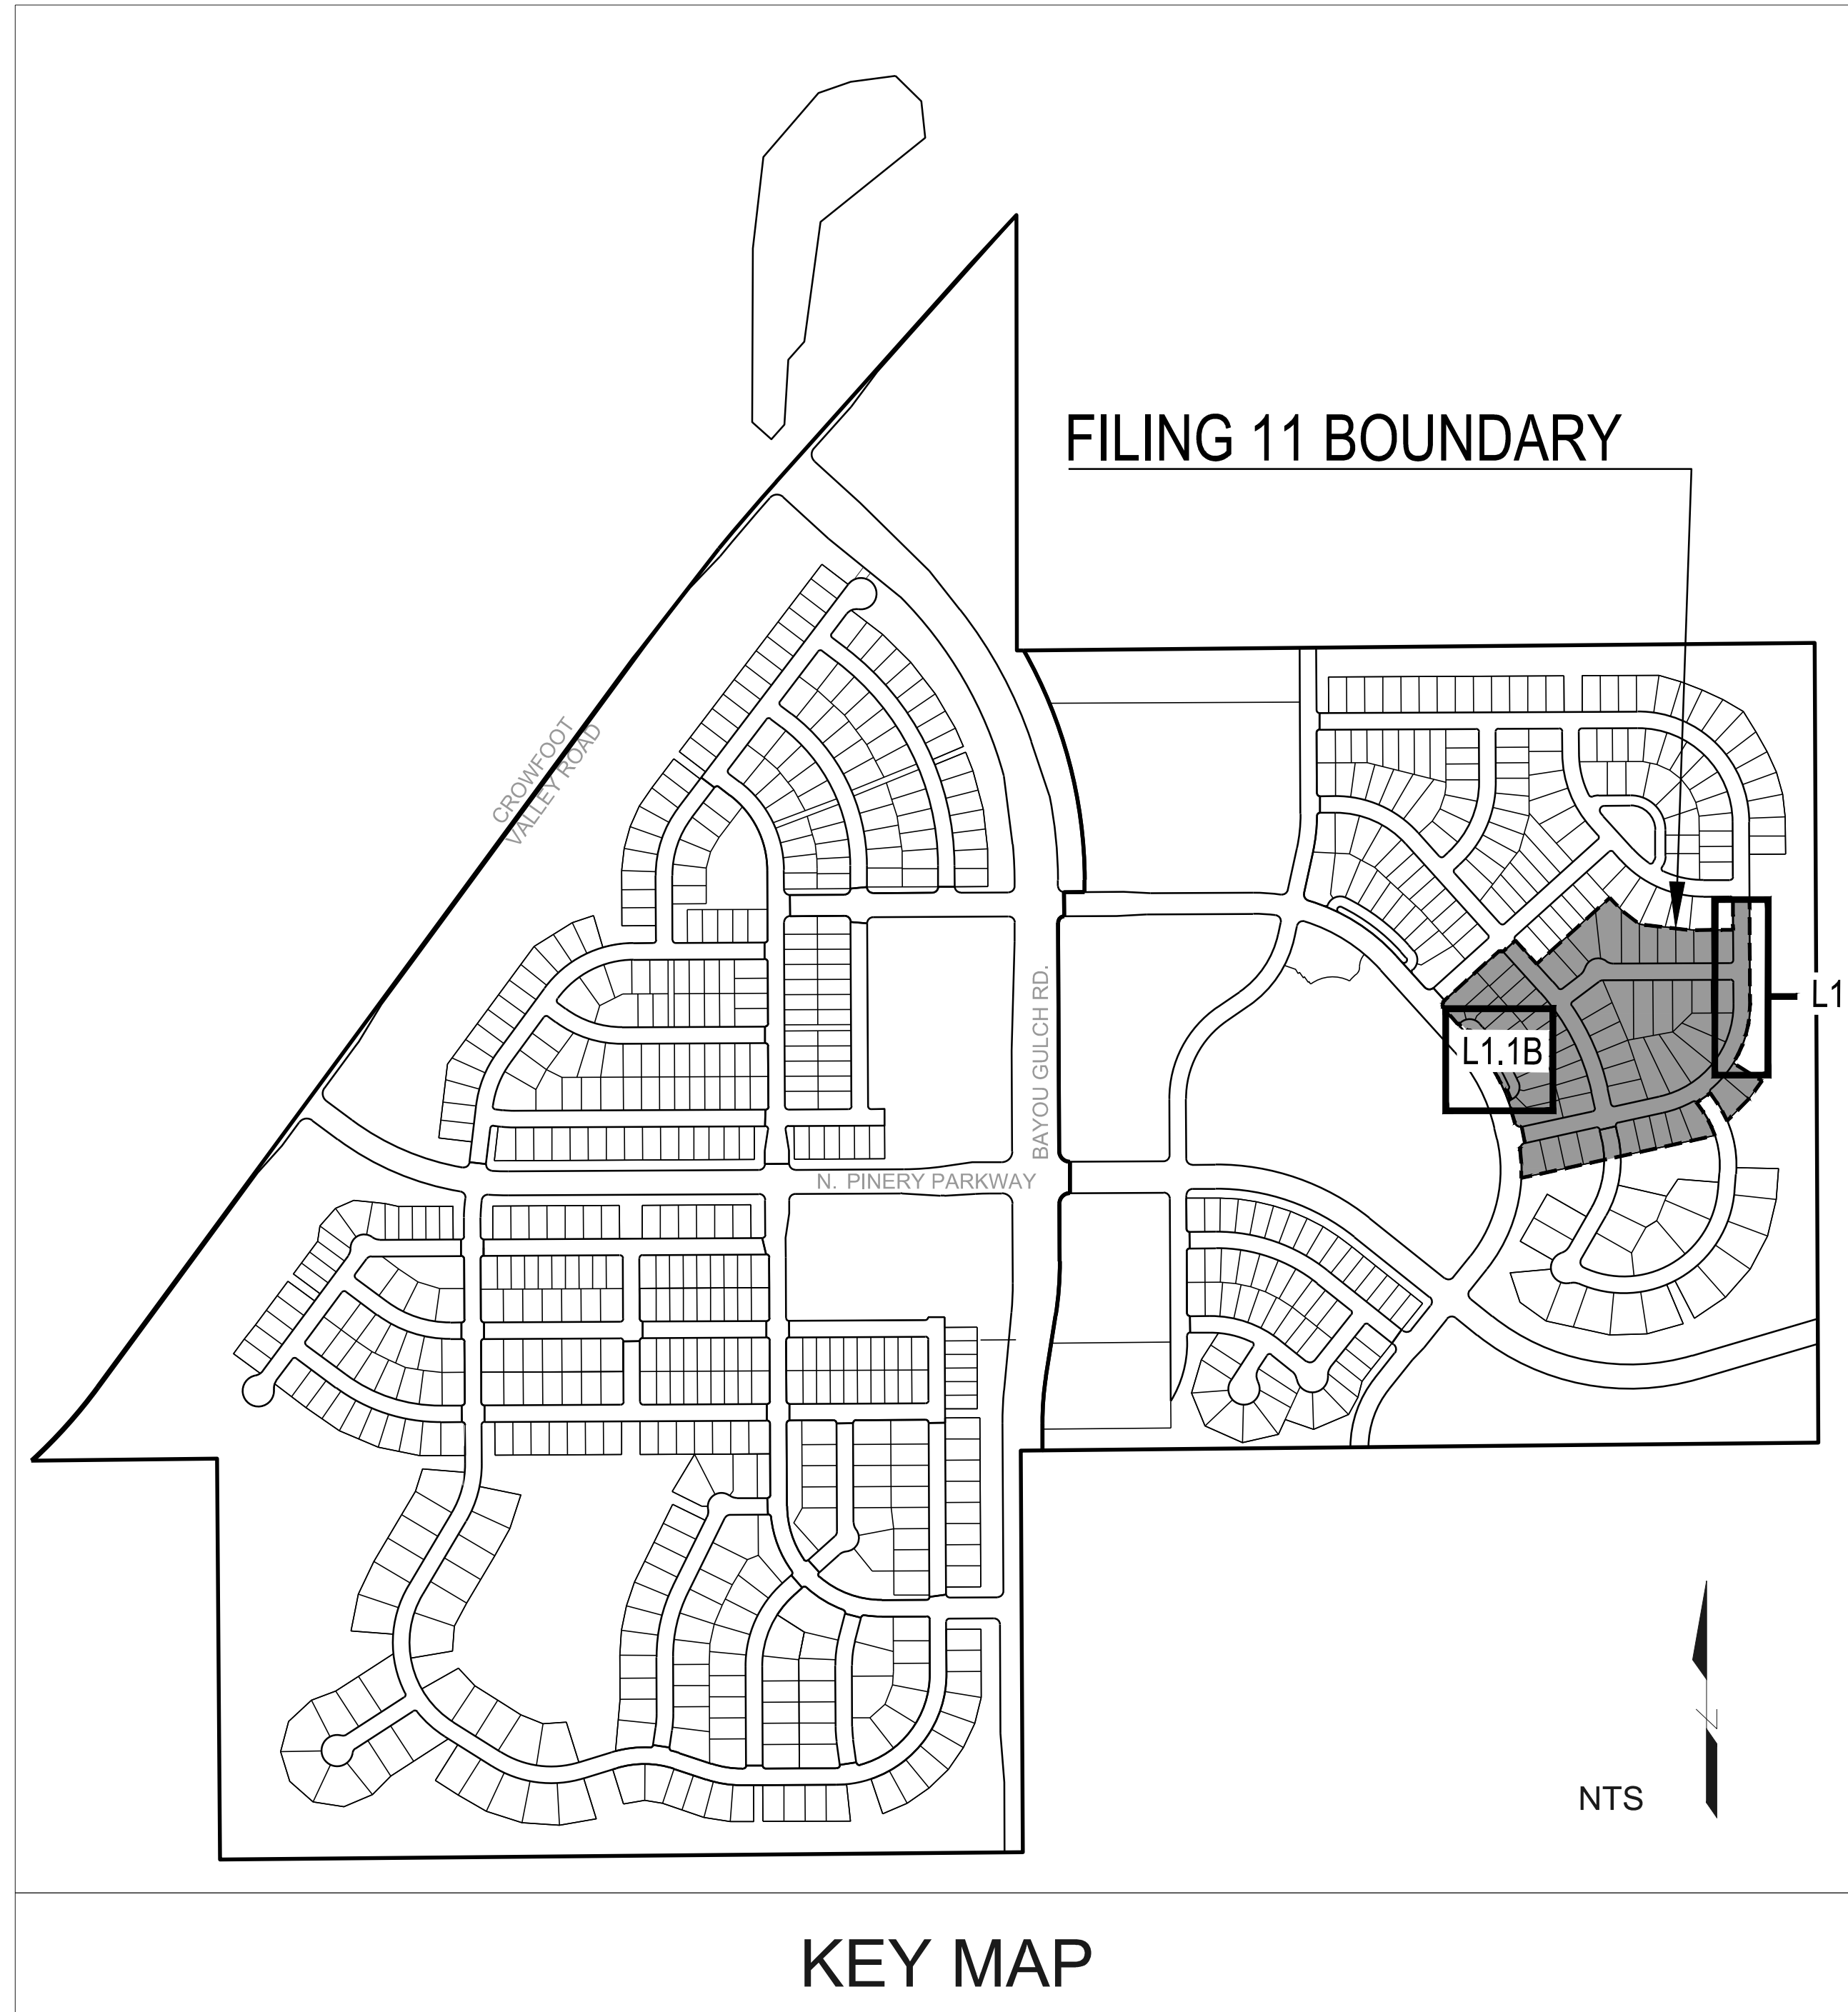 FILING 11 BOUNDARY
CROWFOOT
VALLEY ROAD
BAYOU GULCH RD.
L1
L1.1B
N. PINERY PARKWAY
NTS
KEY MAP